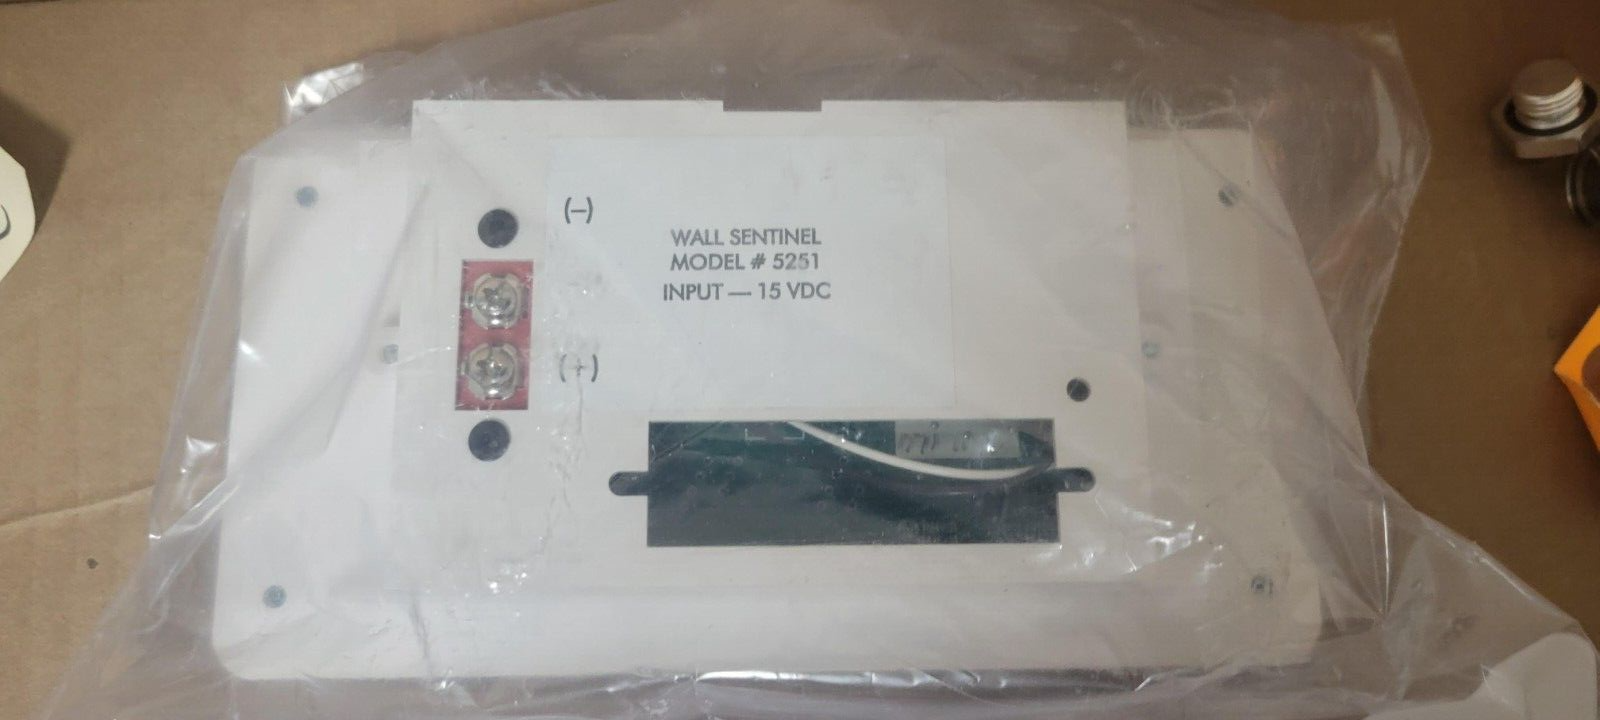 (–)
WALL SENTINEL
MODEL # 5251
INPUT — 15 VDC
(+)